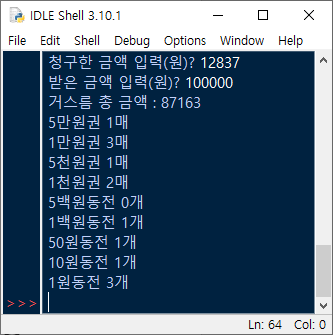 IDLE Shell 3.10.1
File Edit Shell Debug Options Window Help
청구한 금액 입력(원)? 12837
받은 금액 입력(원)? 100000
거스름 총 금액 : 87163
5만원권 1매
1만원권 3매
5천원권 1매
1천원권 2매
5백원동전 0개
1백원동전 1개
50원동전 1개
10원동전 1개
1원동전 3개
>>>
Ln: 64 Col: 0